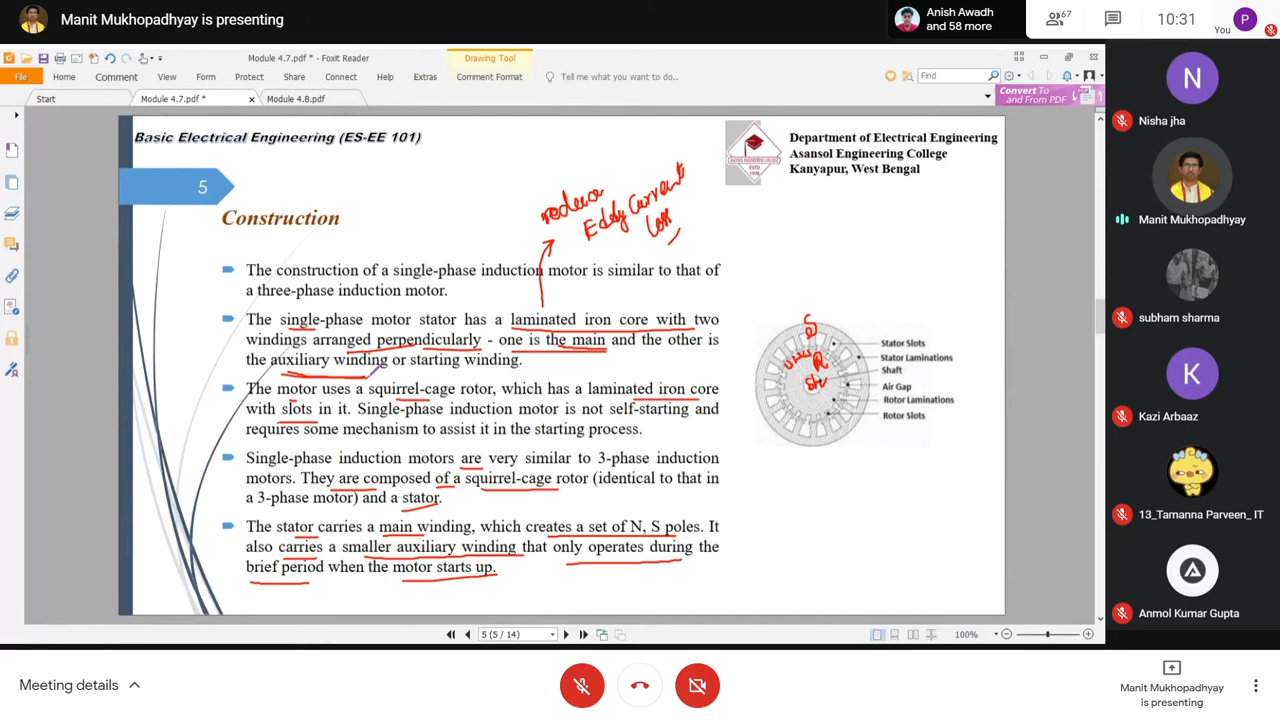 Manit Mukhopadhyay is presenting
Anish Awadh
and 58 more
67
10:31
You
P
Module 4.7.pdf * - Foxit Reader
Drawing Tool
File
Home
Comment
View
Form
Protect
Share
Connect
Help
Extras
Comment Format
Tell me what you want to do..
Find
Start
Module 4.7.pdf *
Module 4.8.pdf
Convert To
and From PDF
Basic Electrical Engineering (ES-EE 101)
Department of Electrical Engineering
Asansol Engineering College
Kanyapur, West Bengal
5
Construction
reduce
Eddy Current
loss
The construction of a single-phase induction motor is similar to that of
a three-phase induction motor.
The single-phase motor stator has a laminated iron core with two
windings arranged perpendicularly - one is the main and the other is
the auxiliary winding or starting winding.
The motor uses a squirrel-cage rotor, which has a laminated iron core
with slots in it. Single-phase induction motor is not self-starting and
requires some mechanism to assist it in the starting process.
Single-phase induction motors are very similar to 3-phase induction
motors. They are composed of a squirrel-cage rotor (identical to that in
a 3-phase motor) and a stator.
The stator carries a main winding, which creates a set of N, S poles. It
also carries a smaller auxiliary winding that only operates during the
brief period when the motor starts up.
S
R
Stator Slots
Stator Laminations
Shaft
Air Gap
Rotor Laminations
Rotor Slots
5 (5 / 14)
100%
N
Nisha jha
Manit Mukhopadhyay
subham sharma
K
Kazi Arbaaz
13_Tamanna Parveen_ IT
Anmol Kumar Gupta
Meeting details
Manit Mukhopadhyay
is presenting